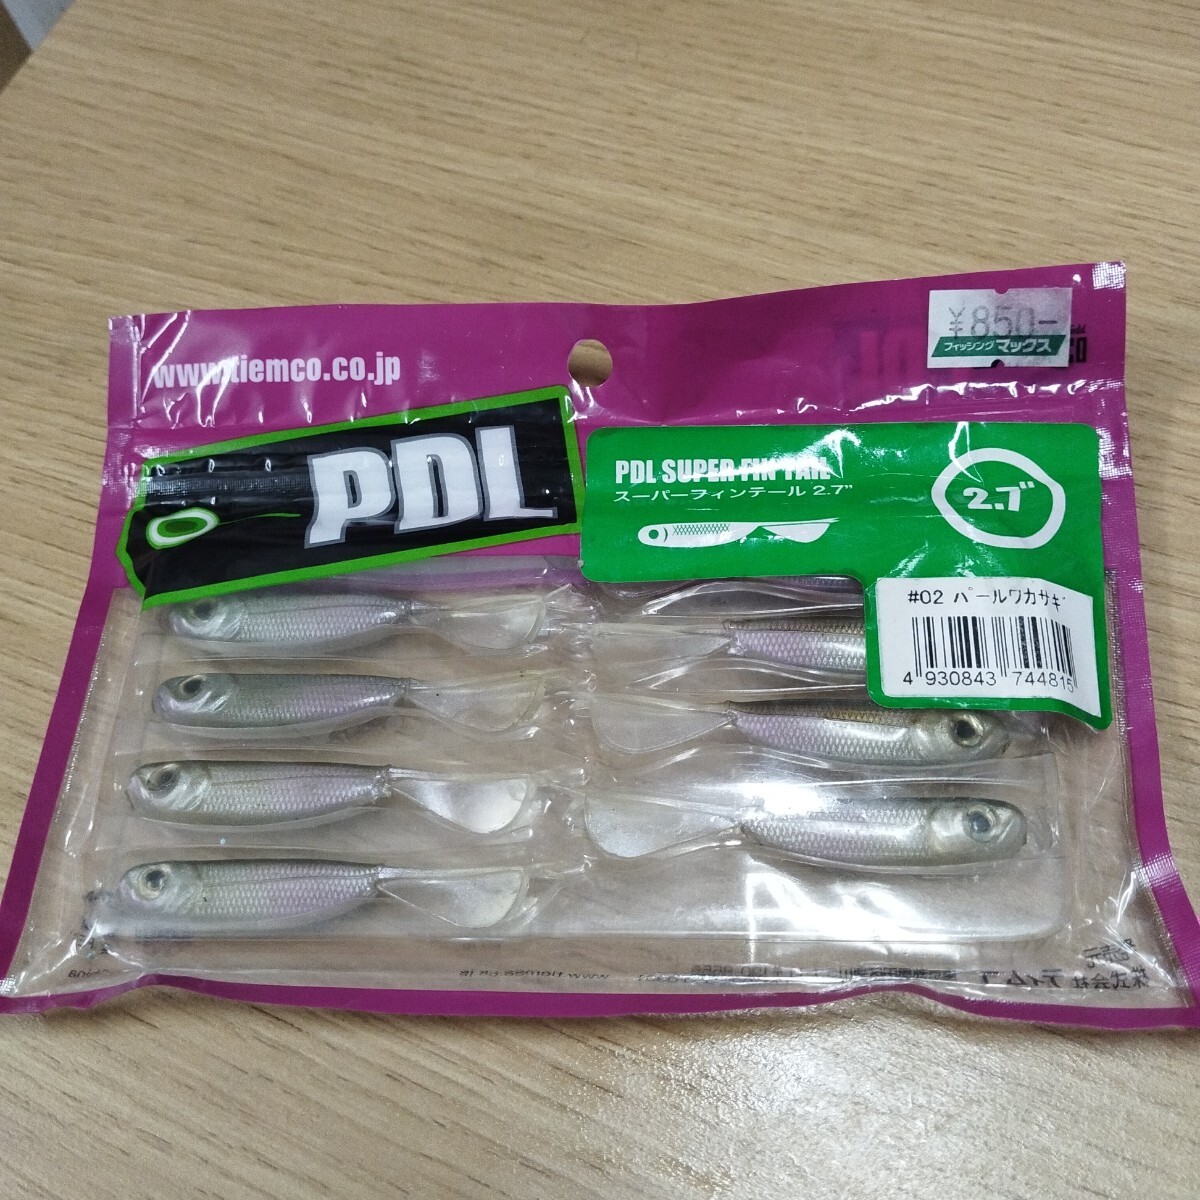 ¥850-
フィッシングマックス
www.tiemco.co.jp
PDL
PDL SUPER FIN TAIL
スーパーフィンテール 2.7"
2.7"
#02 パールワカサギ
4 930843 744815